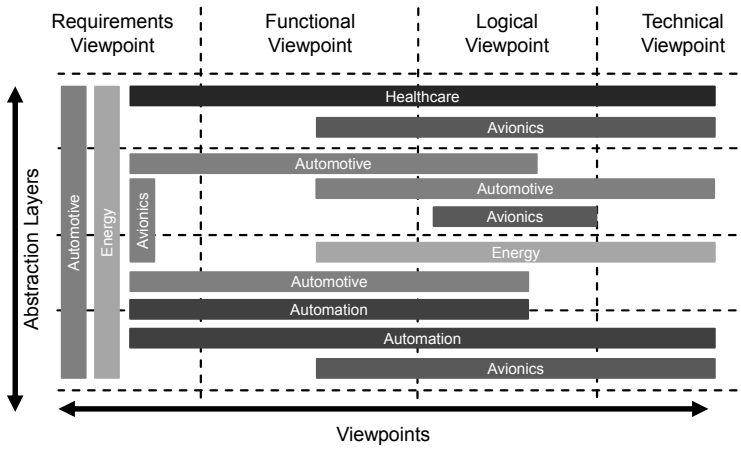 Requirements
Viewpoint
Functional
Viewpoint
Logical
Viewpoint
Technical
Viewpoint
Abstraction Layers
Automotive
Energy
Healthcare
Avionics
Automotive
Automotive
Avionics
Avionics
Energy
Automotive
Automation
Automation
Avionics
Viewpoints